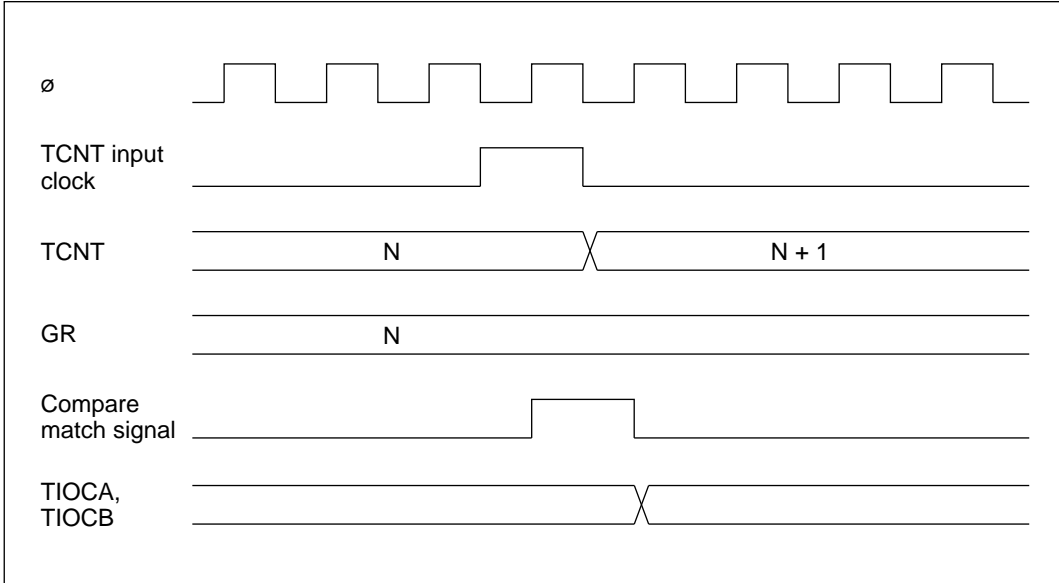 ø
TCNT input
clock
TCNT
N
N + 1
GR
N
Compare
match signal
TIOCA,
TIOCB